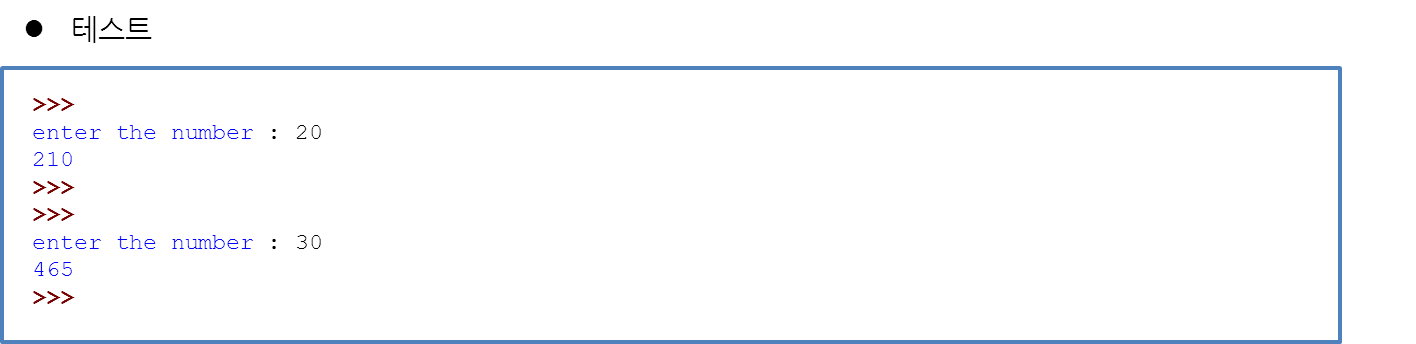 ● 테스트
>>>
enter the number : 20
210
>>>
>>>
enter the number : 30
465
>>>